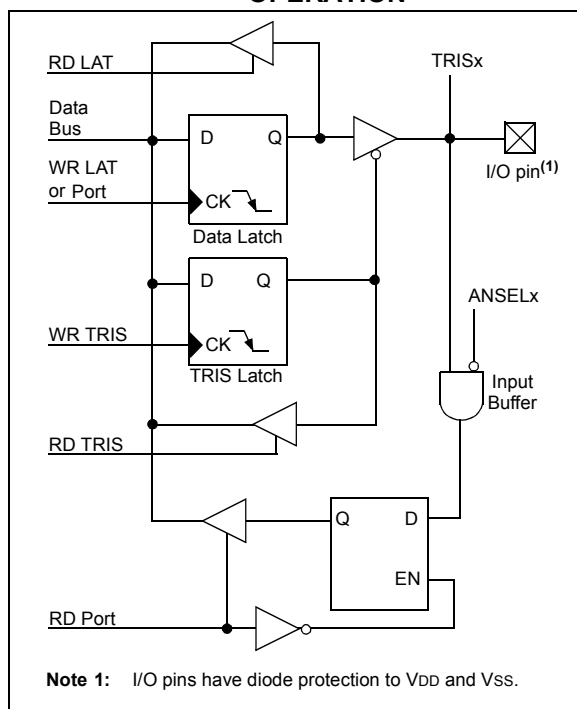 OPERATION
RD LAT
TRISx
Data
Bus
D Q
I/O pin(1)
WR LAT
or Port
CK
Data Latch
D Q
ANSELx
WR TRIS
CK
TRIS Latch
Input
Buffer
RD TRIS
Q D
EN
RD Port
Note 1: I/O pins have diode protection to VDD and VSS.